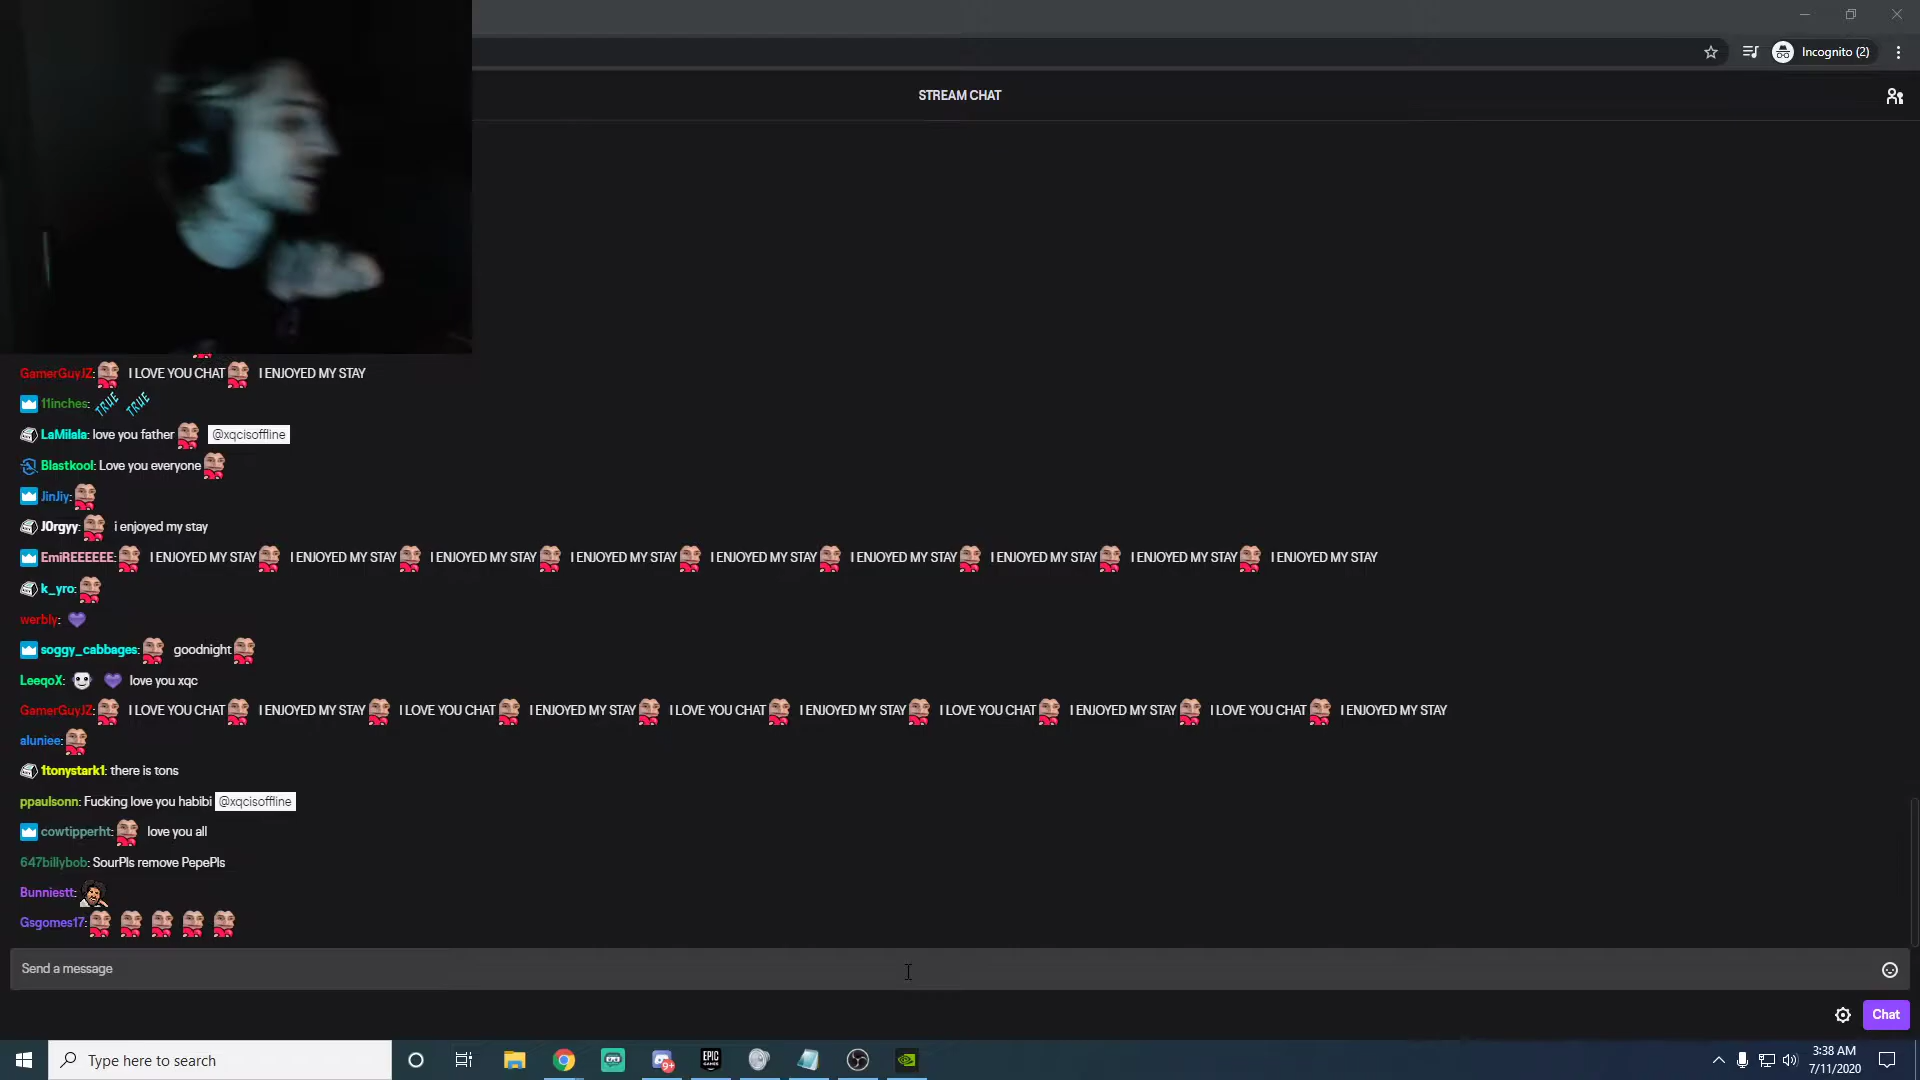 Incognito (2)
STREAM CHAT
GamerGuyJZ: I LOVE YOU CHAT I ENJOYED MY STAY
11inches: TRUE TRUE
LaMilala: love you father @xqcisoffline
Blastkool: Love you everyone
JinJiy:
J0rgyy: i enjoyed my stay
EmiREEEEEE: I ENJOYED MY STAY I ENJOYED MY STAY I ENJOYED MY STAY I ENJOYED MY STAY I ENJOYED MY STAY I ENJOYED MY STAY I ENJOYED MY STAY I ENJOYED MY STAY I ENJOYED MY STAY
k_yro:
werbly:
soggy_cabbages: goodnight
LeeqoX: love you xqc
GamerGuyJZ: I LOVE YOU CHAT I ENJOYED MY STAY I LOVE YOU CHAT I ENJOYED MY STAY I LOVE YOU CHAT I ENJOYED MY STAY I LOVE YOU CHAT I ENJOYED MY STAY I LOVE YOU CHAT I ENJOYED MY STAY
aluniee:
1tonystark1: there is tons
ppaulsonn: Fucking love you habibi @xqcisoffline
cowtipperht: love you all
647billybob: SourPls remove PepePls
Bunniestt:
Gsgomes17:
Send a message
Chat
Type here to search
9+
EPIC GAMES
3:38 AM
7/11/2020